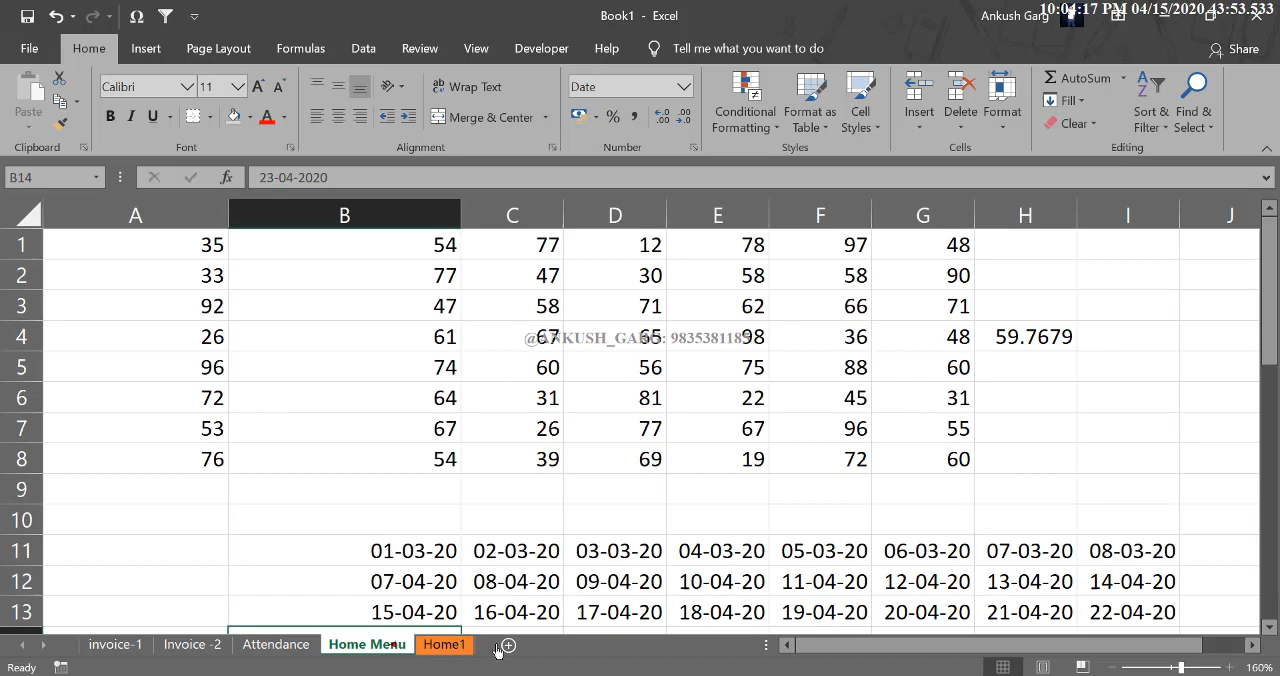 Book1 - Excel
Ankush Garg
10:04:17 PM 04/15/2020 43:53.533
File Home Insert Page Layout Formulas Data Review View Developer Help Tell me what you want to do Share
Calibri 11 Wrap Text Date AutoSum
Paste Conditional Formatting Format as Table Cell Styles Insert Delete Format Fill Sort & Filter Find & Select
B I U A Merge & Center % , Clear
Clipboard Font Alignment Number Styles Cells Editing
B14 fx 23-04-2020
A B C D E F G H I J
1 35 54 77 12 78 97 48
2 33 77 47 30 58 58 90
3 92 47 58 71 62 66 71
4 26 61 67 65 98 36 48 59.7679
@ANKUSH_GARG: 9835381185
5 96 74 60 56 75 88 60
6 72 64 31 81 22 45 31
7 53 67 26 77 67 96 55
8 76 54 39 69 19 72 60
9
10
11 01-03-20 02-03-20 03-03-20 04-03-20 05-03-20 06-03-20 07-03-20 08-03-20
12 07-04-20 08-04-20 09-04-20 10-04-20 11-04-20 12-04-20 13-04-20 14-04-20
13 15-04-20 16-04-20 17-04-20 18-04-20 19-04-20 20-04-20 21-04-20 22-04-20
invoice-1 Invoice -2 Attendance Home Menu Home1
Ready 160%